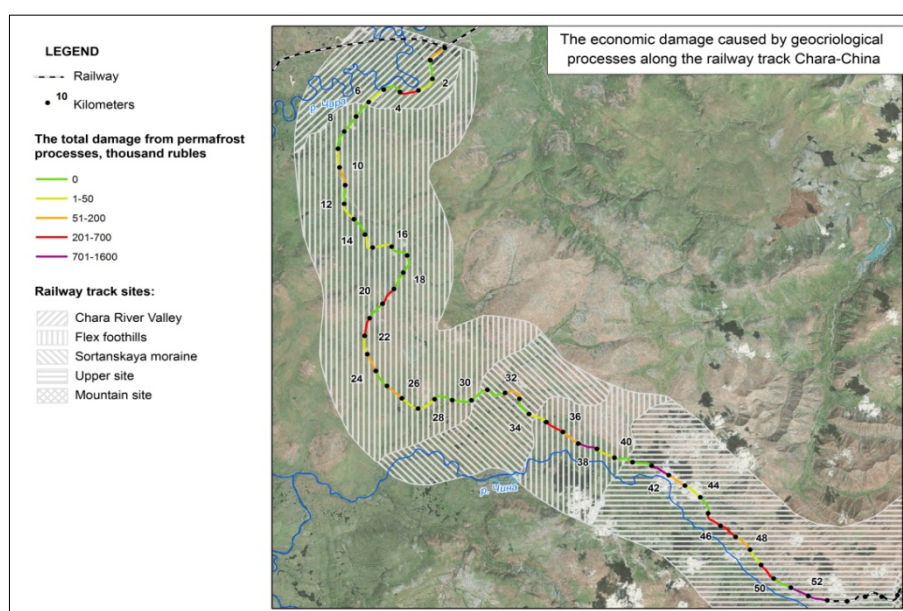 The economic damage caused by geocriological
processes along the railway track Chara-China
LEGEND
Railway
10
Kilometers
The total damage from permafrost
processes, thousand rubles
0
1-50
51-200
201-700
701-1600
Railway track sites:
Chara River Valley
Flex foothills
Sortanskaya moraine
Upper site
Mountain site
2
4
6
р. Чара
8
10
12
14
16
18
20
22
24
26
28
30
32
34
36
38
40
42
р. Чина
44
46
48
50
52